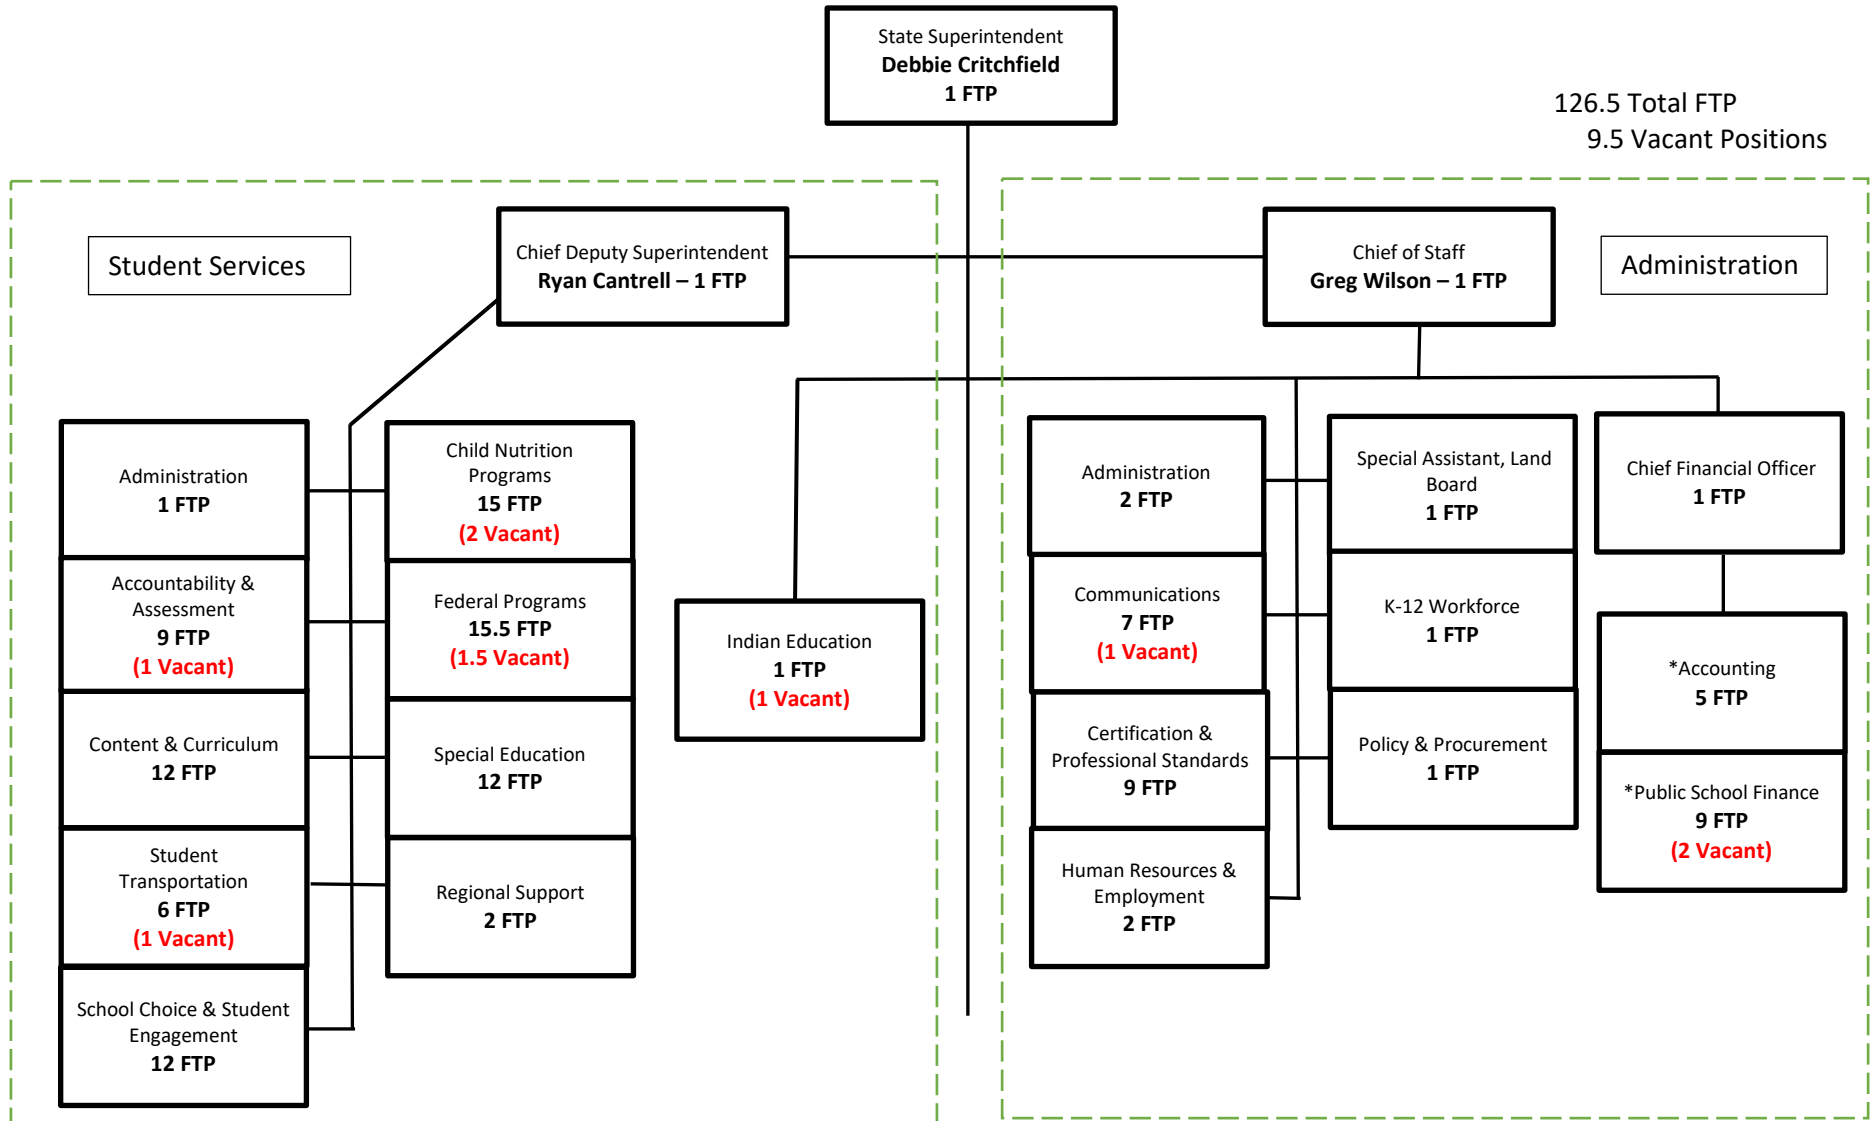 State Superintendent
Debbie Critchfield
1 FTP
126.5 Total FTP
9.5 Vacant Positions
Student Services
Chief Deputy Superintendent
Ryan Cantrell – 1 FTP
Chief of Staff
Greg Wilson – 1 FTP
Administration
Administration
1 FTP
Accountability &
Assessment
9 FTP
(1 Vacant)
Content & Curriculum
12 FTP
Student
Transportation
6 FTP
(1 Vacant)
School Choice & Student
Engagement
12 FTP
Child Nutrition
Programs
15 FTP
(2 Vacant)
Federal Programs
15.5 FTP
(1.5 Vacant)
Special Education
12 FTP
Regional Support
2 FTP
Indian Education
1 FTP
(1 Vacant)
Administration
2 FTP
Communications
7 FTP
(1 Vacant)
Certification &
Professional Standards
9 FTP
Human Resources &
Employment
2 FTP
Special Assistant, Land
Board
1 FTP
K-12 Workforce
1 FTP
Policy & Procurement
1 FTP
Chief Financial Officer
1 FTP
*Accounting
5 FTP
*Public School Finance
9 FTP
(2 Vacant)